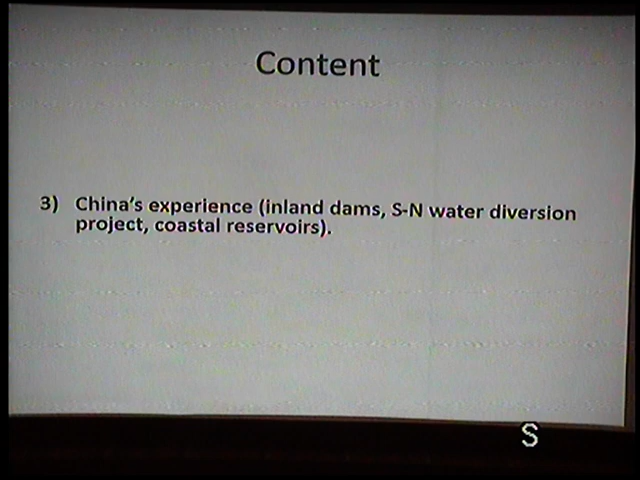 Content
3) China's experience (inland dams, S-N water diversion
project, coastal reservoirs).
S